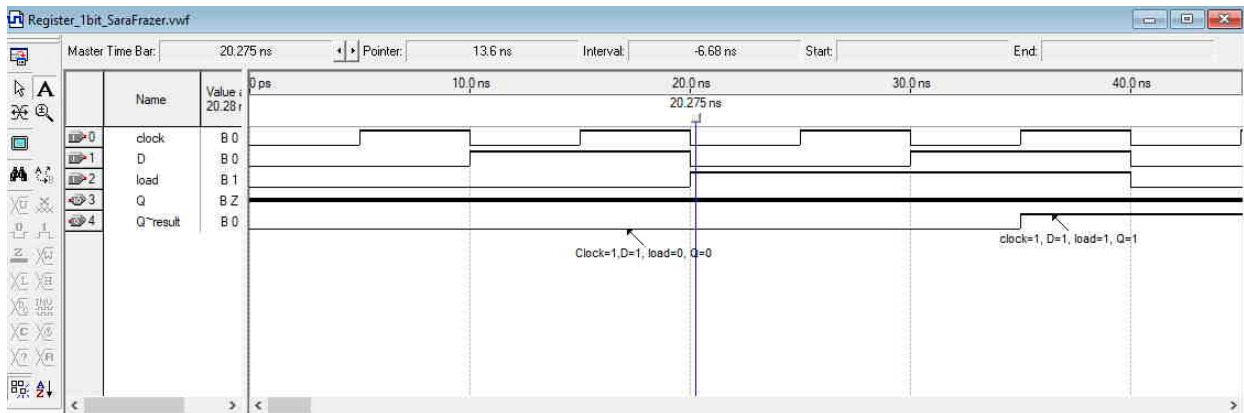 Register_1bit_SaraFrazer.vwf
Master Time Bar: 20.275 ns Pointer: 13.6 ns Interval: -6.68 ns Start: End:
Name
Value
20.28
0 ps 10.0 ns 20.0 ns 30.0 ns 40.0 ns
20.275 ns
0 clock B 0
1 D B 0
2 load B 1
3 Q B Z
4 Q~result B 0
Clock=1,D=1, load=0, Q=0
clock=1, D=1, load=1, Q=1